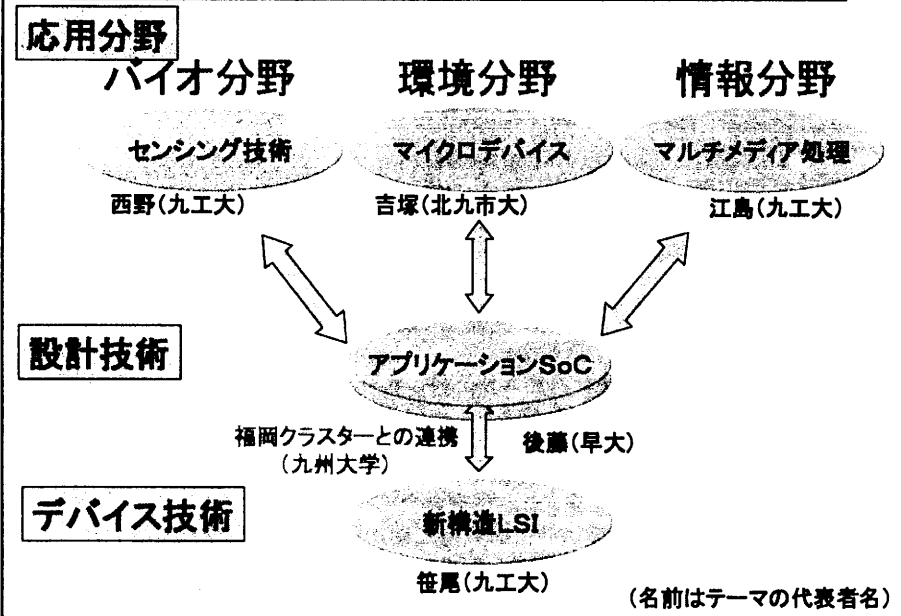 応用分野
バイオ分野
環境分野
情報分野
センシング技術
マイクロデバイス
マルチメディア処理
西野(九工大)
吉塚(北九市大)
江島(九工大)
設計技術
アプリケーションSoC
福岡クラスターとの連携
(九州大学)
後藤(早大)
デバイス技術
新構造LSI
笹尾(九工大)
(名前はテーマの代表者名)